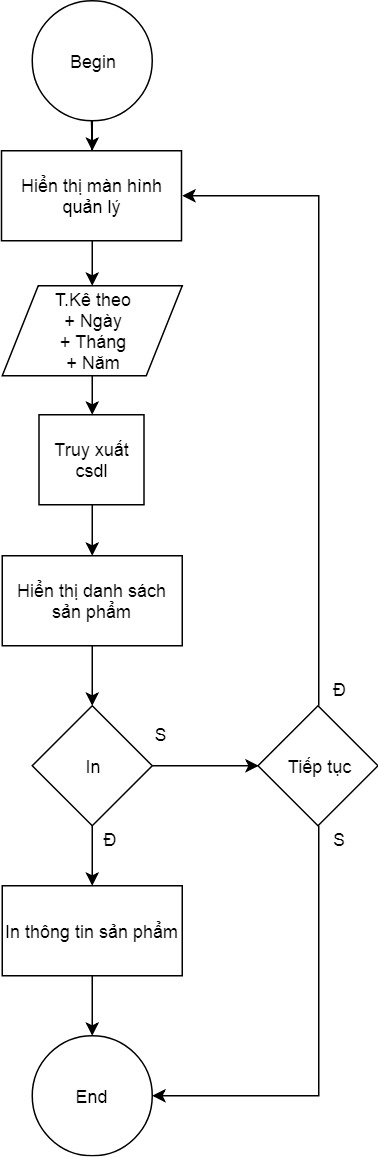 Begin
Hiển thị màn hình
quản lý
T.Kê theo
+ Ngày
+ Tháng
+ Năm
Truy xuất
csdl
Hiển thị danh sách
sản phẩm
In
S
Tiếp tục
Đ
S
Đ
In thông tin sản phẩm
End